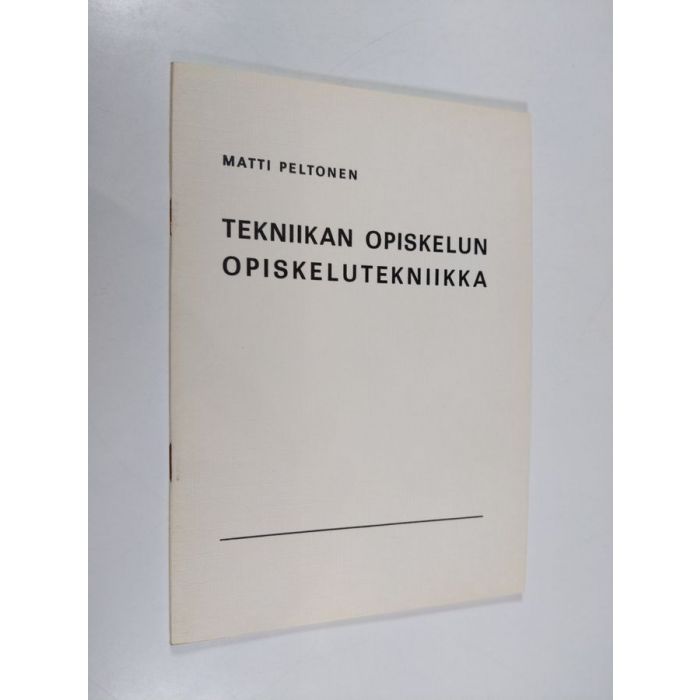 MATTI PELTONEN
TEKNIIKAN OPISKELUN
OPISKELUTEKNIIKKA